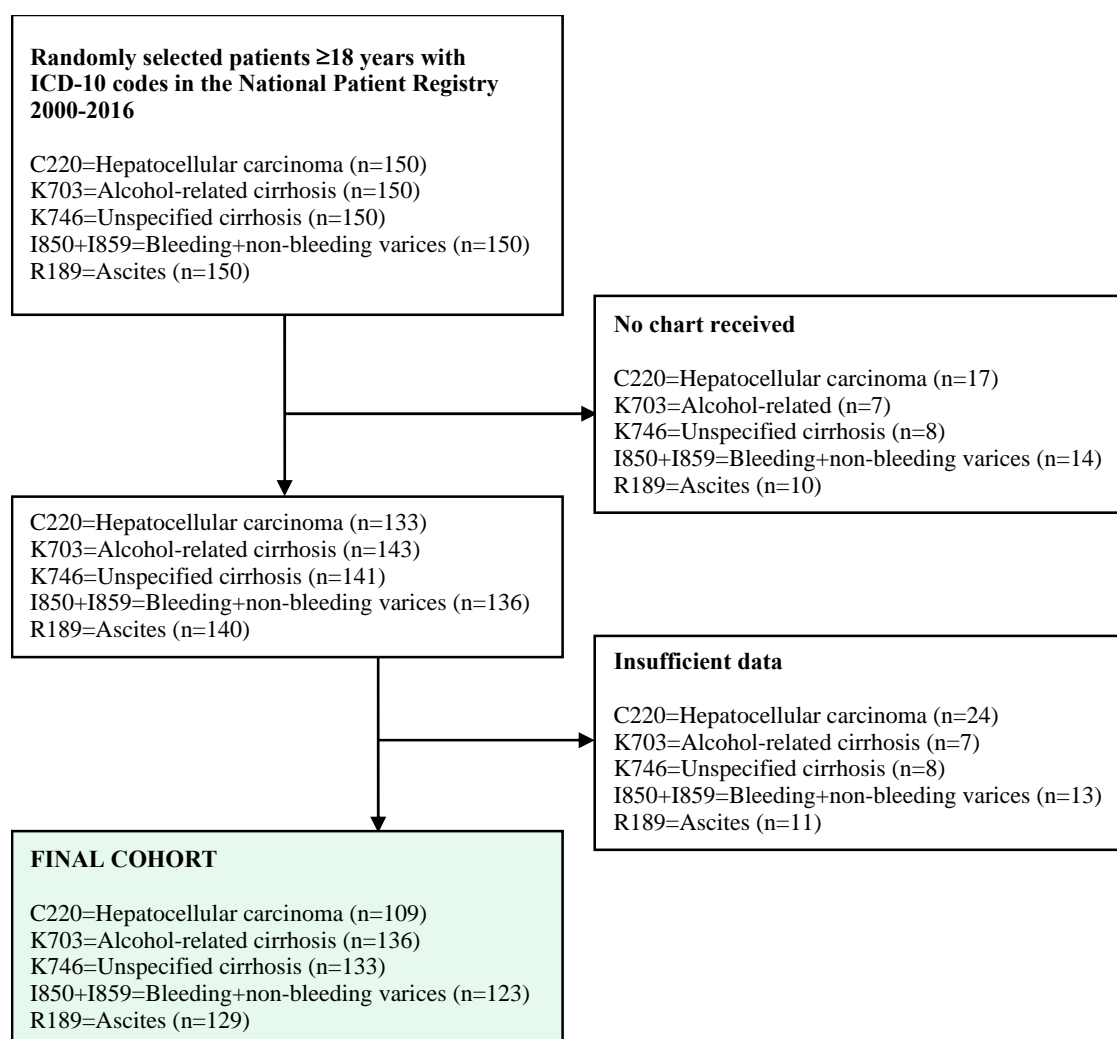 Randomly selected patients ≥18 years with
ICD-10 codes in the National Patient Registry
2000-2016
C220=Hepatocellular carcinoma (n=150)
K703=Alcohol-related cirrhosis (n=150)
K746=Unspecified cirrhosis (n=150)
I850+I859=Bleeding+non-bleeding varices (n=150)
R189=Ascites (n=150)
No chart received
C220=Hepatocellular carcinoma (n=17)
K703=Alcohol-related (n=7)
K746=Unspecified cirrhosis (n=8)
I850+I859=Bleeding+non-bleeding varices (n=14)
R189=Ascites (n=10)
C220=Hepatocellular carcinoma (n=133)
K703=Alcohol-related cirrhosis (n=143)
K746=Unspecified cirrhosis (n=141)
I850+I859=Bleeding+non-bleeding varices (n=136)
R189=Ascites (n=140)
Insufficient data
C220=Hepatocellular carcinoma (n=24)
K703=Alcohol-related cirrhosis (n=7)
K746=Unspecified cirrhosis (n=8)
I850+I859=Bleeding+non-bleeding varices (n=13)
R189=Ascites (n=11)
FINAL COHORT
C220=Hepatocellular carcinoma (n=109)
K703=Alcohol-related cirrhosis (n=136)
K746=Unspecified cirrhosis (n=133)
I850+I859=Bleeding+non-bleeding varices (n=123)
R189=Ascites (n=129)